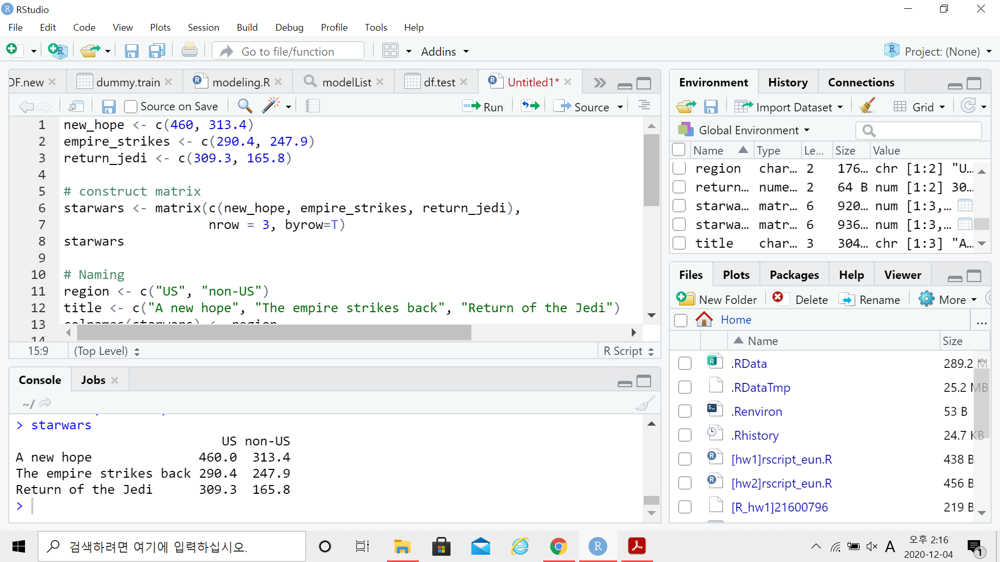 RStudio
File Edit Code View Plots Session Build Debug Profile Tools Help
Go to file/function Addins Project: (None)
DF.new dummy.train modeling.R modelList df.test Untitled1*
Source on Save Run Source
1 new_hope <- c(460, 313.4)
2 empire_strikes <- c(290.4, 247.9)
3 return_jedi <- c(309.3, 165.8)
4
5 # construct matrix
6 starwars <- matrix(c(new_hope, empire_strikes, return_jedi),
7 nrow = 3, byrow=T)
8 starwars
9
10 # Naming
11 region <- c("US", "non-US")
12 title <- c("A new hope", "The empire strikes back", "Return of the Jedi")
13 colnames(starwars) <- region
14
15:9 (Top Level) R Script
Console Jobs
~/
> starwars
US non-US
A new hope 460.0 313.4
The empire strikes back 290.4 247.9
Return of the Jedi 309.3 165.8
>
Environment History Connections
Import Dataset Grid
Global Environment
Name Type Le... Size Value
region char... 2 176... chr [1:2] "U...
return... nume... 2 64 B num [1:2] 30...
starwa... matr... 6 920... num [1:3,...
starwa... matr... 6 936... num [1:3,...
title char... 3 304... chr [1:3] "A...
Files Plots Packages Help Viewer
New Folder Delete Rename More
Home ...
Name Size
.RData 289.2 M
.RDataTmp 25.2 MB
.Renviron 53 B
.Rhistory 24.7 KB
[hw1]rscript_eun.R 438 B
[hw2]rscript_eun.R 456 B
[R_hw1]21600796 219 B
검색하려면 여기에 입력하십시오.
A
오후 2:16
2020-12-04
1